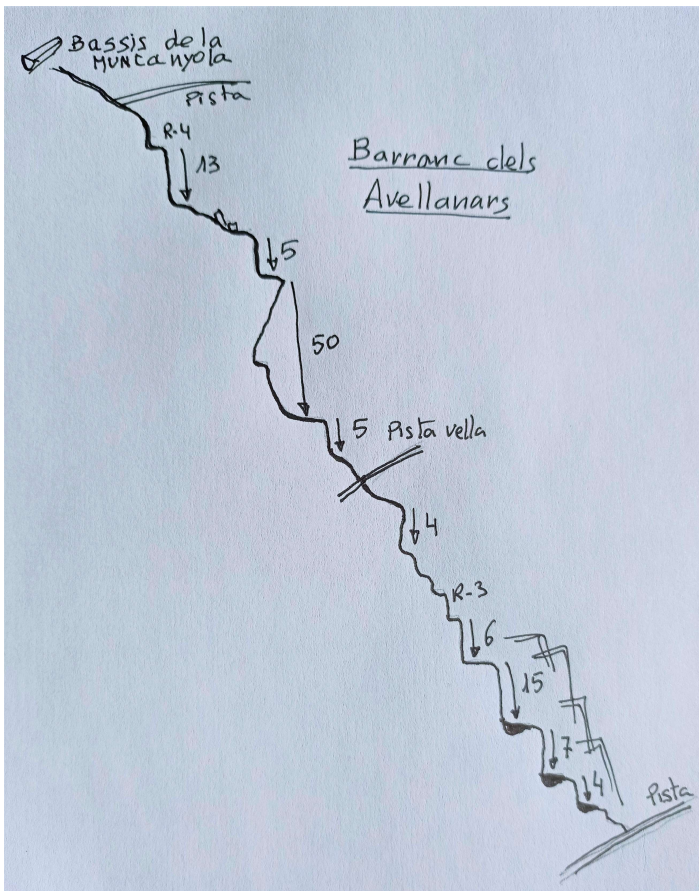 Bassis de la
MUNTanyola
Pista
R-4
13
Barranc dels
Avellanars
5
50
5
Pista vella
4
R-3
6
15
7
4
Pista